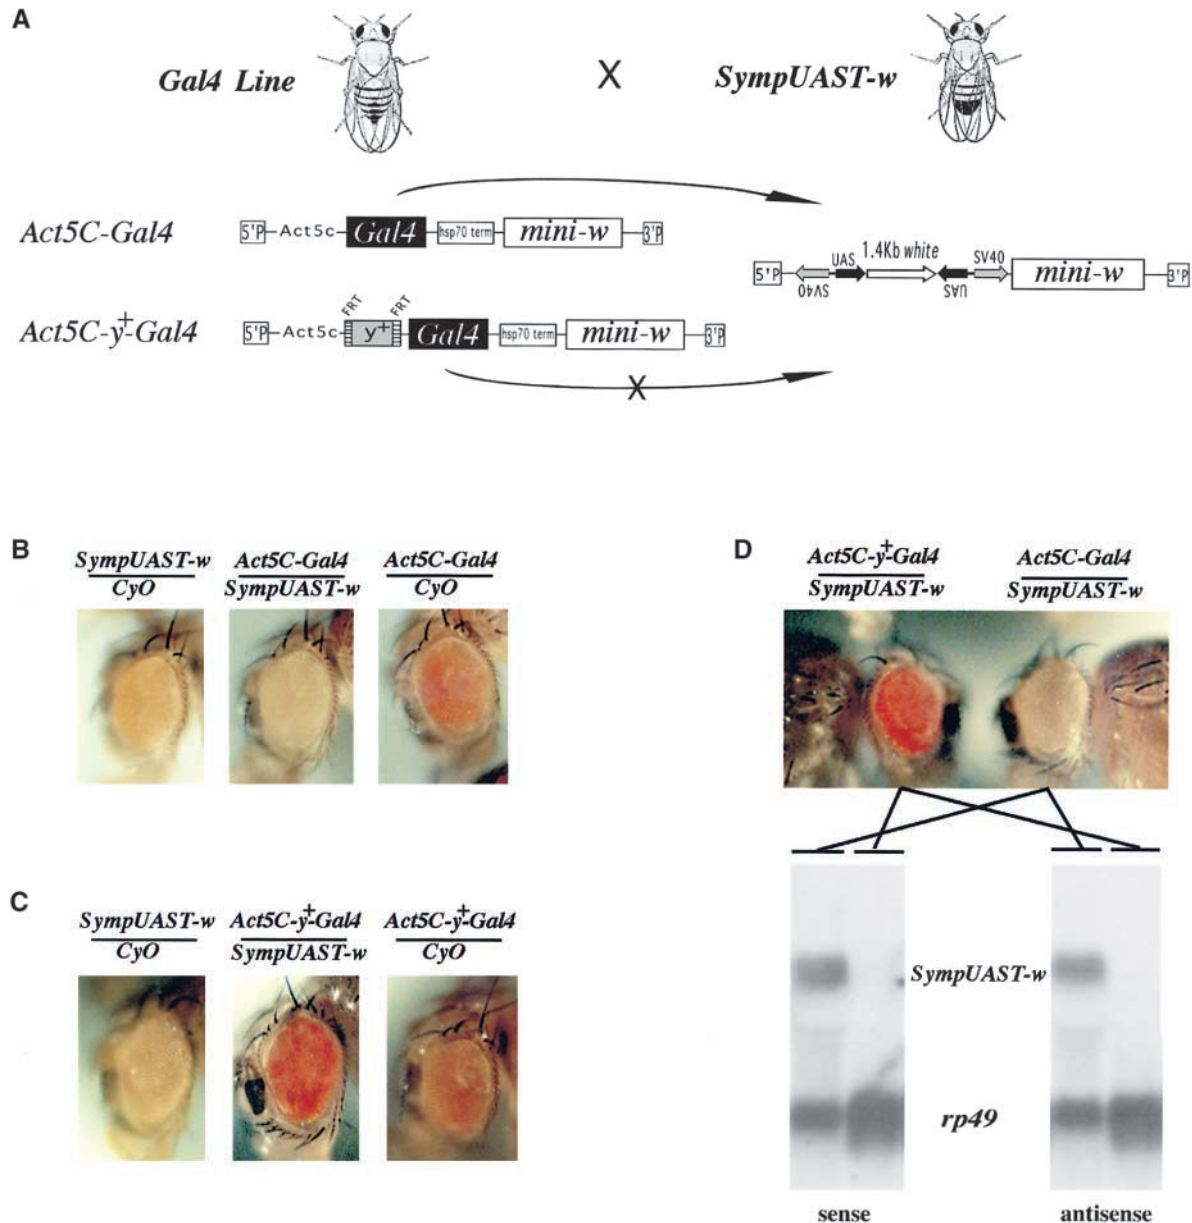 A
Gal4 Line X SympUAST-w
Act5C-Gal4 5'P Act5c Gal4 hsp70 term mini-w 3'P
5'P SV40 UAS 1.4Kb white UAS SV40 mini-w 3'P
FRT FRT
Act5C-y+-Gal4 5'P Act5c y+ Gal4 hsp70 term mini-w 3'P
X
B
SympUAST-w Act5C-Gal4 Act5C-Gal4
CyO SympUAST-w CyO
C
SympUAST-w Act5C-y+-Gal4 Act5C-y+-Gal4
CyO SympUAST-w CyO
D
Act5C-y+-Gal4 Act5C-Gal4
SympUAST-w SympUAST-w
SympUAST-w
rp49
sense antisense